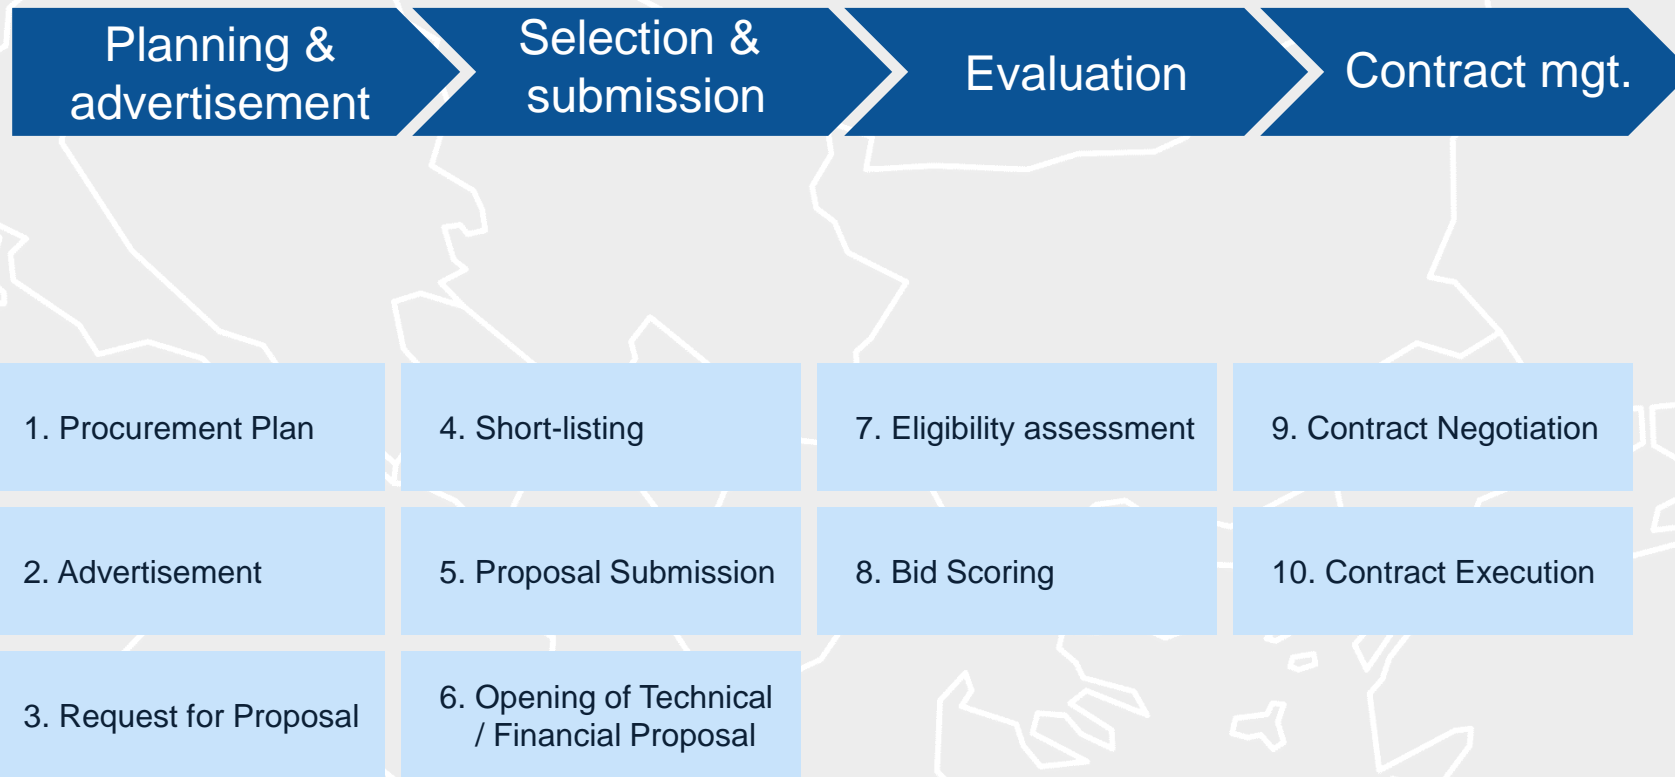 Planning &
advertisement
Selection &
submission
Evaluation
Contract mgt.
1. Procurement Plan
2. Advertisement
3. Request for Proposal
4. Short-listing
5. Proposal Submission
6. Opening of Technical
/ Financial Proposal
7. Eligibility assessment
8. Bid Scoring
9. Contract Negotiation
10. Contract Execution